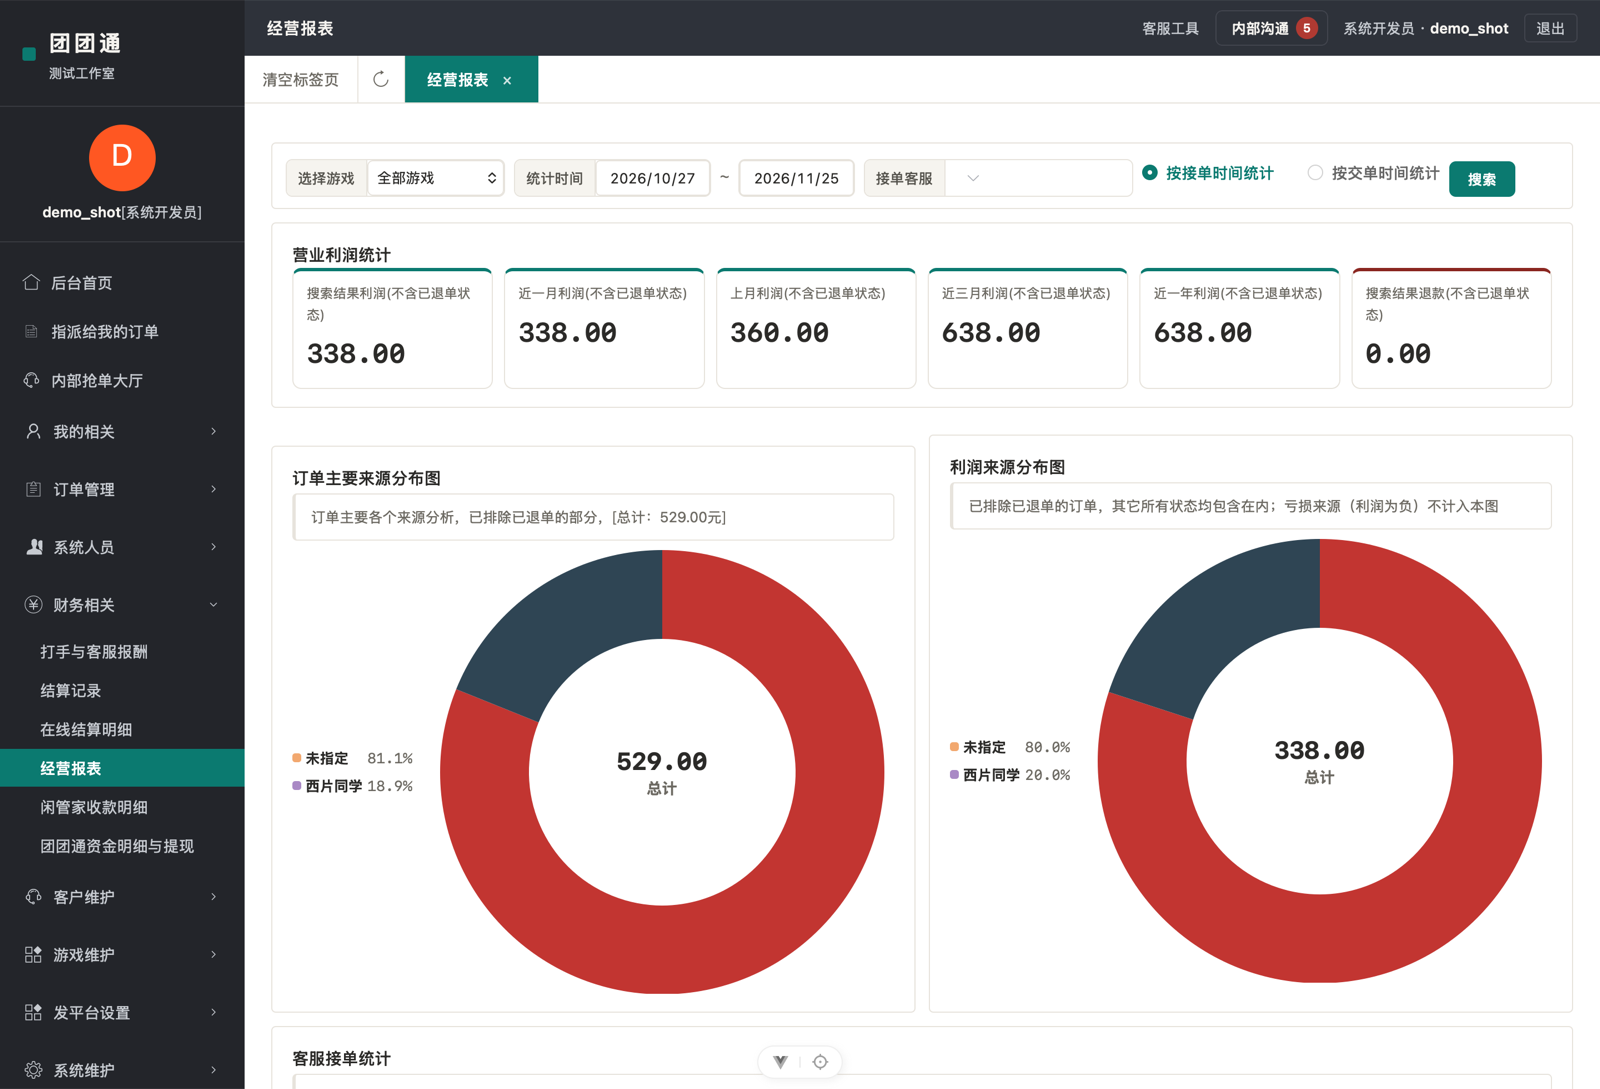 团团通
测试工作室
D
demo_shot[系统开发员]
后台首页
指派给我的订单
内部抢单大厅
我的相关
订单管理
系统人员
财务相关
打手与客服报酬
结算记录
在线结算明细
经营报表
闲管家收款明细
团团通资金明细与提现
客户维护
游戏维护
发平台设置
系统维护
经营报表
客服工具
内部沟通 5
系统开发员 · demo_shot
退出
清空标签页
经营报表 ×
选择游戏 全部游戏
统计时间 2026/10/27 ~ 2026/11/25
接单客服
按接单时间统计
按交单时间统计
搜索
营业利润统计
搜索结果利润(不含已退单状
态)
338.00
近一月利润(不含已退单状态)
338.00
上月利润(不含已退单状态)
360.00
近三月利润(不含已退单状态)
638.00
近一年利润(不含已退单状态)
638.00
搜索结果退款(不含已退单状
态)
0.00
订单主要来源分布图
订单主要各个来源分析，已排除已退单的部分，[总计：529.00元]
未指定 81.1%
西片同学 18.9%
529.00
总计
利润来源分布图
已排除已退单的订单，其它所有状态均包含在内；亏损来源（利润为负）不计入本图
未指定 80.0%
西片同学 20.0%
338.00
总计
客服接单统计